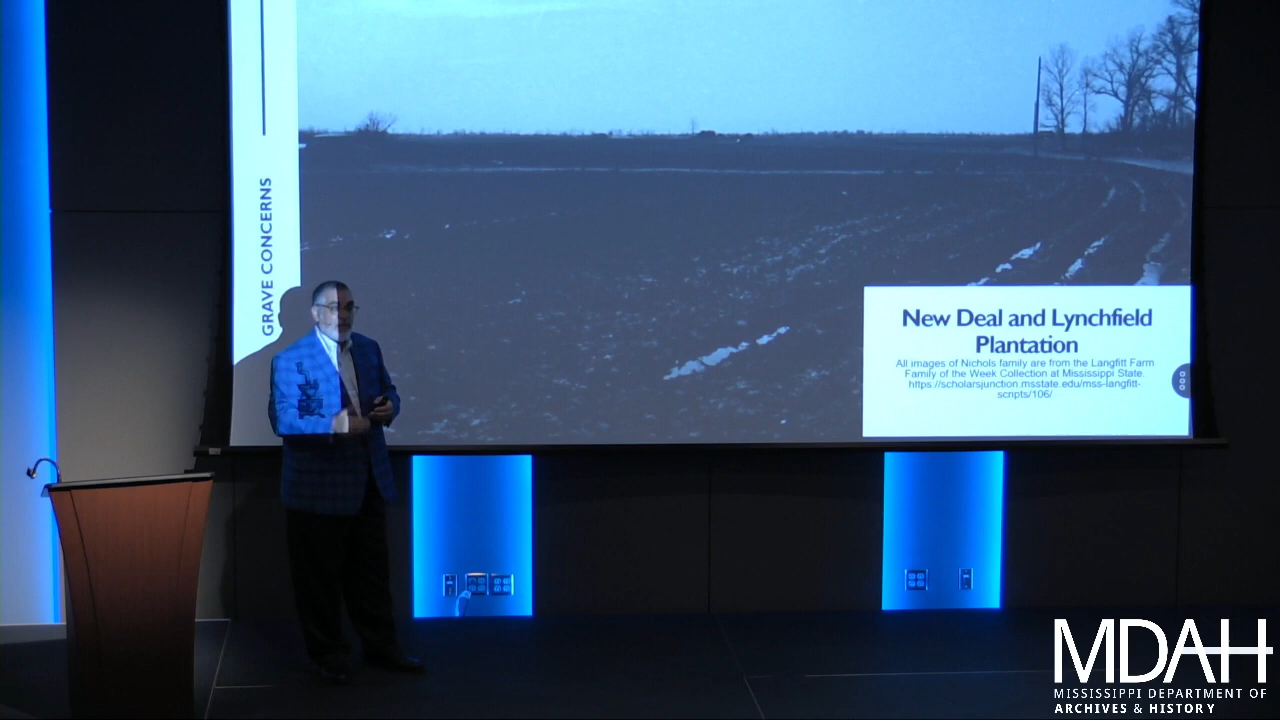 GRAVE CONCERNS
New Deal and Lynchfield
Plantation
All images of Nichols family are from the Langfitt Farm
Family of the Week Collection at Mississippi State.
https://scholarsjunction.msstate.edu/mss-langfitt-
scripts/106/
MDAH
MISSISSIPPI DEPARTMENT OF
ARCHIVES & HISTORY